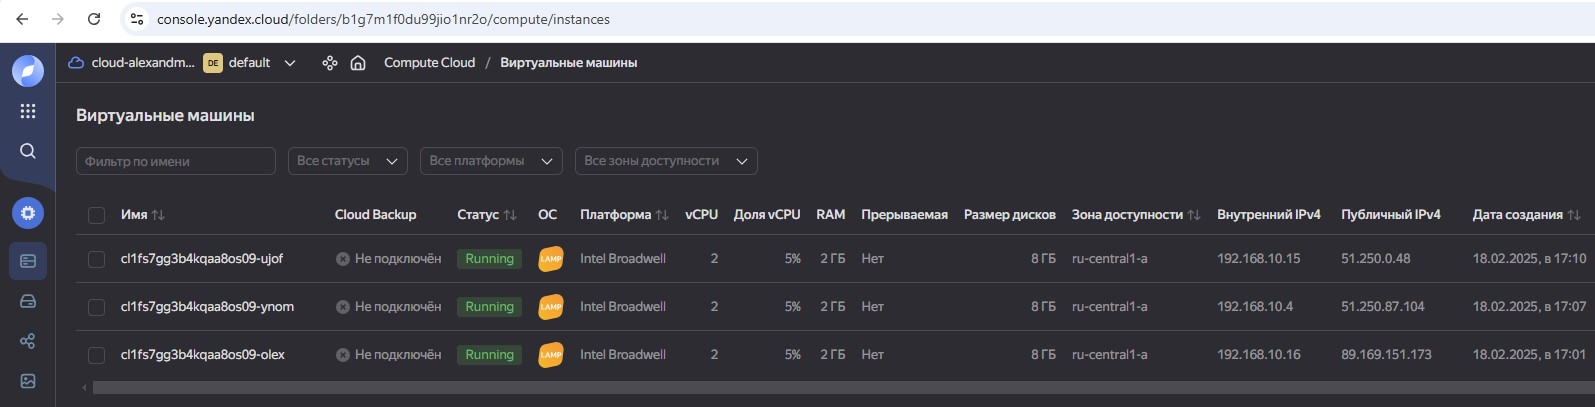 console.yandex.cloud/folders/b1g7m1f0du99jio1nr2o/compute/instances
cloud-alexandm... DE default Compute Cloud / Виртуальные машины
Виртуальные машины
Фильтр по имени Все статусы Все платформы Все зоны доступности
Имя Cloud Backup Статус ОС Платформа vCPU Доля vCPU RAM Прерываемая Размер дисков Зона доступности Внутренний IPv4 Публичный IPv4 Дата создания
cl1fs7gg3b4kqaa8os09-ujof Не подключён Running LAMP Intel Broadwell 2 5% 2 ГБ Нет 8 ГБ ru-central1-a 192.168.10.15 51.250.0.48 18.02.2025, в 17:10
cl1fs7gg3b4kqaa8os09-ynom Не подключён Running LAMP Intel Broadwell 2 5% 2 ГБ Нет 8 ГБ ru-central1-a 192.168.10.4 51.250.87.104 18.02.2025, в 17:07
cl1fs7gg3b4kqaa8os09-olex Не подключён Running LAMP Intel Broadwell 2 5% 2 ГБ Нет 8 ГБ ru-central1-a 192.168.10.16 89.169.151.173 18.02.2025, в 17:01